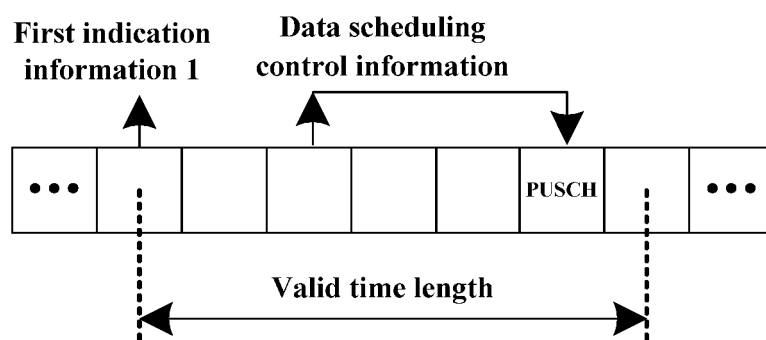 First indication
information 1
Data scheduling
control information
••• PUSCH •••
Valid time length